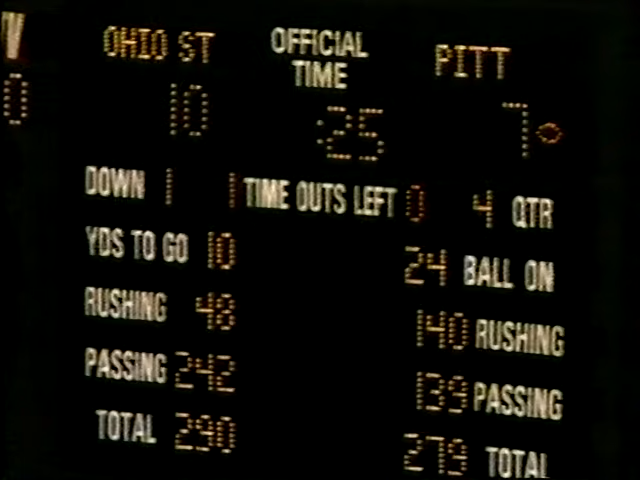 V OHIO ST OFFICIAL TIME PITT
0 10 :25 7
DOWN 1 1 TIME OUTS LEFT 0 4 QTR
YDS TO GO 10 24 BALL ON
RUSHING 48 140 RUSHING
PASSING 242 139 PASSING
TOTAL 290 279 TOTAL